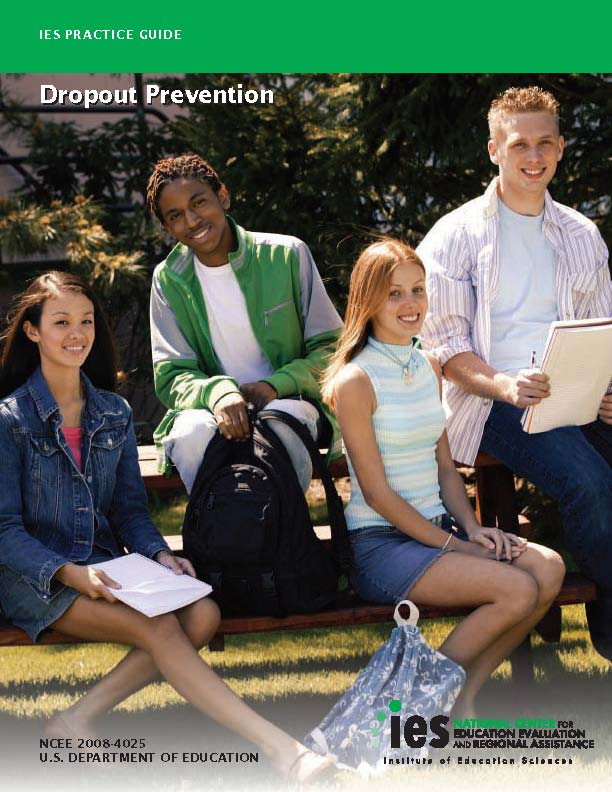 IES PRACTICE GUIDE
Dropout Prevention
NCEE 2008-4025
U.S. DEPARTMENT OF EDUCATION
ies
NATIONAL CENTER FOR
EDUCATION EVALUATION
AND REGIONAL ASSISTANCE
Institute of Education Sciences